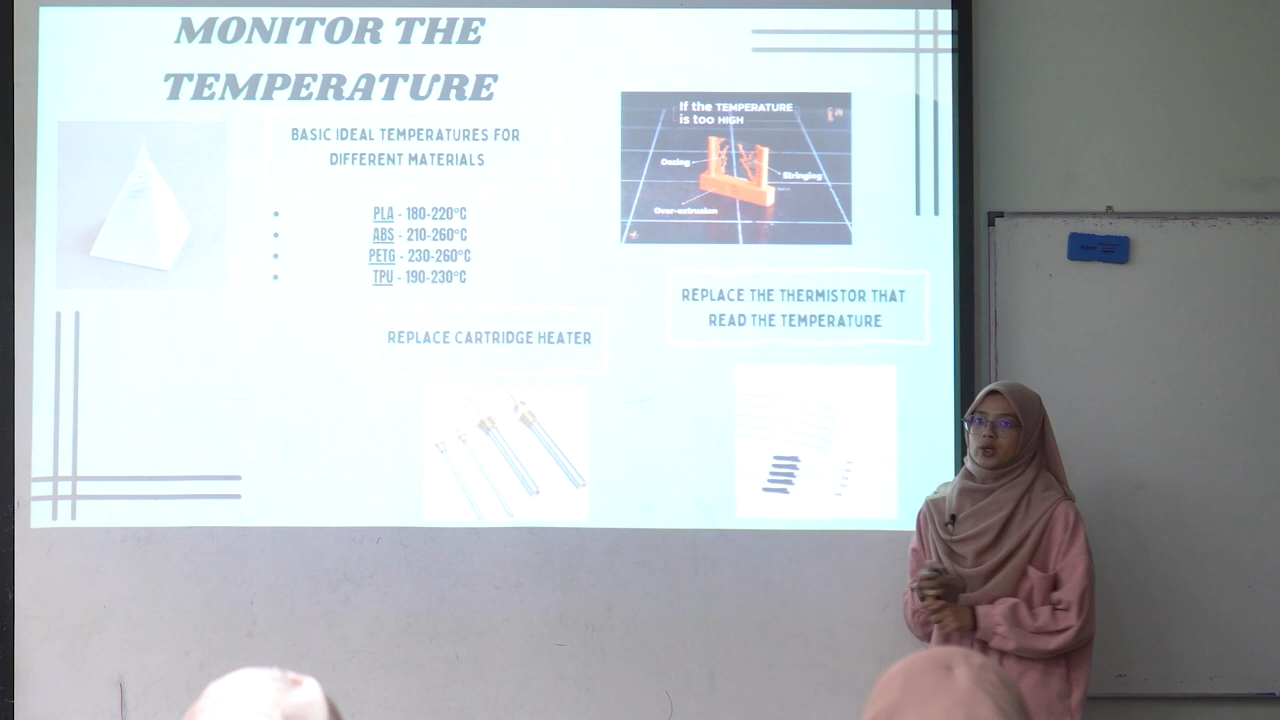 MONITOR THE
TEMPERATURE
BASIC IDEAL TEMPERATURES FOR
DIFFERENT MATERIALS
• PLA - 180-220°C
• ABS - 210-260°C
• PETG - 230-260°C
• TPU - 190-230°C
If the TEMPERATURE
is too HIGH
Oozing
Stringing
Over-extrusion
REPLACE THE THERMISTOR THAT
READ THE TEMPERATURE
REPLACE CARTRIDGE HEATER